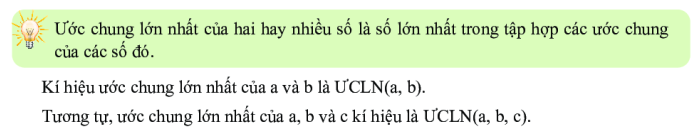 Ước chung lớn nhất của hai hay nhiều số là số lớn nhất trong tập hợp các ước chung
của các số đó.
Kí hiệu ước chung lớn nhất của a và b là ƯCLN(a, b).
Tương tự, ước chung lớn nhất của a, b và c kí hiệu là ƯCLN(a, b, c).